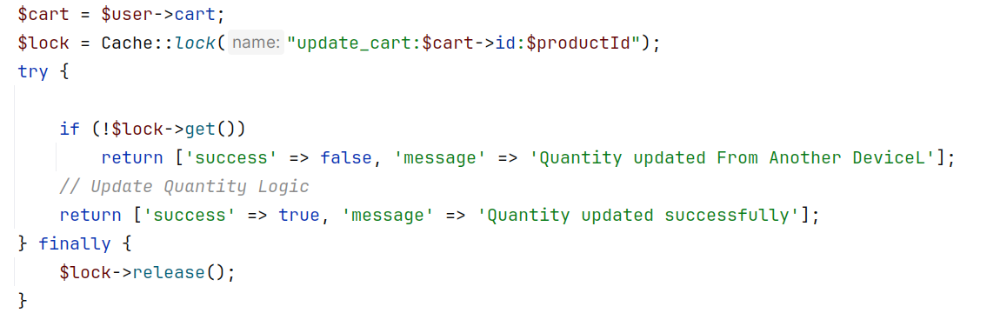 $cart = $user->cart;
$lock = Cache::lock( name: "update_cart:$cart->id:$productId");
try {
if (!$lock->get())
return ['success' => false, 'message' => 'Quantity updated From Another DeviceL'];
// Update Quantity Logic
return ['success' => true, 'message' => 'Quantity updated successfully'];
} finally {
$lock->release();
}